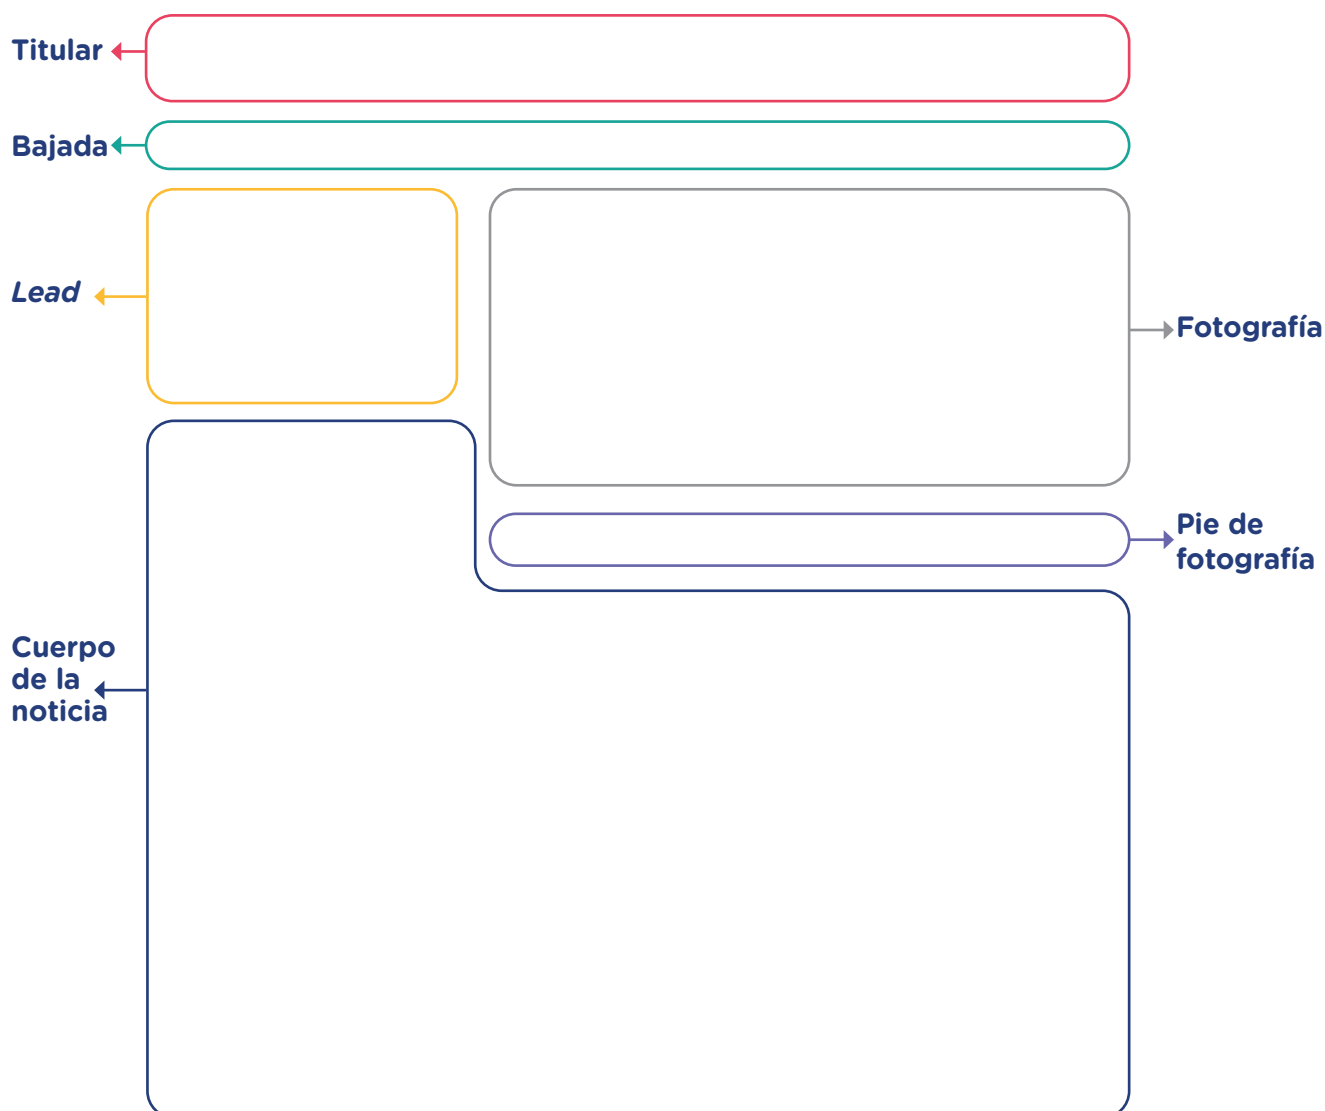 Titular
Bajada
Lead
Fotografía
Pie de
fotografía
Cuerpo
de la
noticia